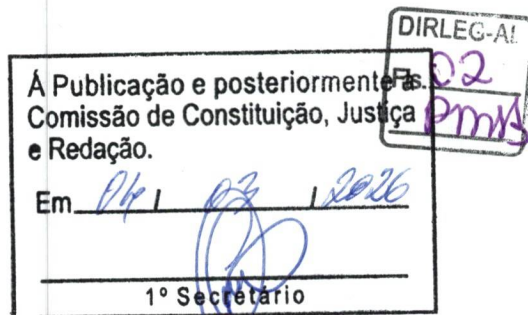 DIRLEG-AL
Fls. 02
Á Publicação e posteriormente às
Comissão de Constituição, Justiça
e Redação.
Em 04 / 03 / 2026
1º Secretário